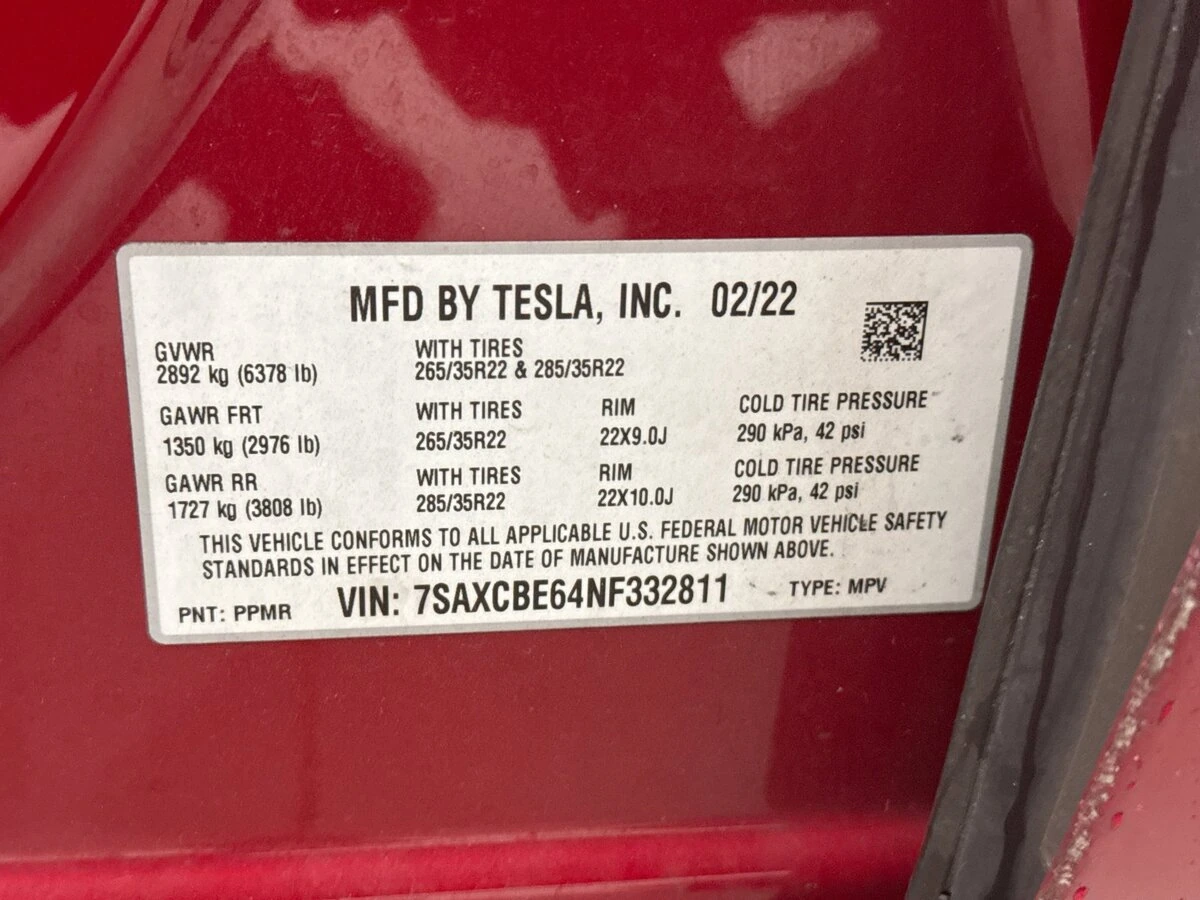 MFD BY TESLA, INC. 02/22
GVWR WITH TIRES
2892 kg (6378 lb) 265/35R22 & 285/35R22
GAWR FRT WITH TIRES RIM COLD TIRE PRESSURE
1350 kg (2976 lb) 265/35R22 22X9.0J 290 kPa, 42 psi
GAWR RR WITH TIRES RIM COLD TIRE PRESSURE
1727 kg (3808 lb) 285/35R22 22X10.0J 290 kPa, 42 psi
THIS VEHICLE CONFORMS TO ALL APPLICABLE U.S. FEDERAL MOTOR VEHICLE SAFETY
STANDARDS IN EFFECT ON THE DATE OF MANUFACTURE SHOWN ABOVE.
PNT: PPMR VIN: 7SAXCBE64NF332811 TYPE: MPV